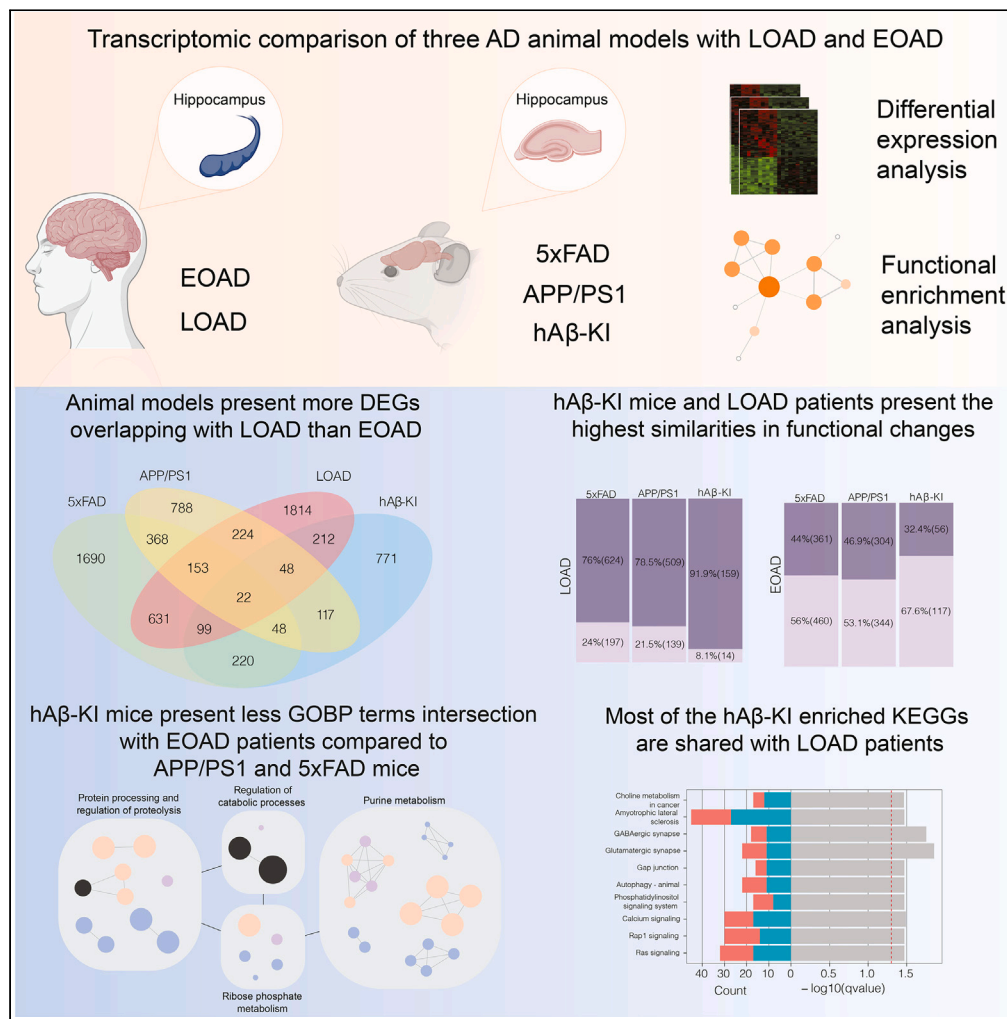 Transcriptomic comparison of three AD animal models with LOAD and EOAD
Hippocampus
Hippocampus
EOAD
LOAD
5xFAD
APP/PS1
hAβ-KI
Differential
expression
analysis
Functional
enrichment
analysis
Animal models present more DEGs
overlapping with LOAD than EOAD
5xFAD
APP/PS1
LOAD
hAβ-KI
1690
788
1814
771
368
224
212
153
48
22
117
631
99
48
220
hAβ-KI mice and LOAD patients present the
highest similarities in functional changes
5xFAD
APP/PS1
hAβ-KI
LOAD
76%(624)
78.5%(509)
91.9%(159)
24%(197)
21.5%(139)
8.1%(14)
5xFAD
APP/PS1
hAβ-KI
EOAD
44%(361)
46.9%(304)
32.4%(56)
56%(460)
53.1%(344)
67.6%(117)
hAβ-KI mice present less GOBP terms intersection
with EOAD patients compared to
APP/PS1 and 5xFAD mice
Protein processing and
regulation of proteolysis
Regulation of
catabolic processes
Purine metabolism
Ribose phosphate
metabolism
Most of the hAβ-KI enriched KEGGs
are shared with LOAD patients
Choline metabolism
in cancer
Amyotrophic lateral
sclerosis
GABAergic synapse
Glutamatergic synapse
Gap junction
Autophagy - animal
Phosphatidylinositol
signaling system
Calcium signaling
Rap1 signaling
Ras signaling
40 30 20 10 0 0.5 1.0 1.5
Count
− log10(qvalue)